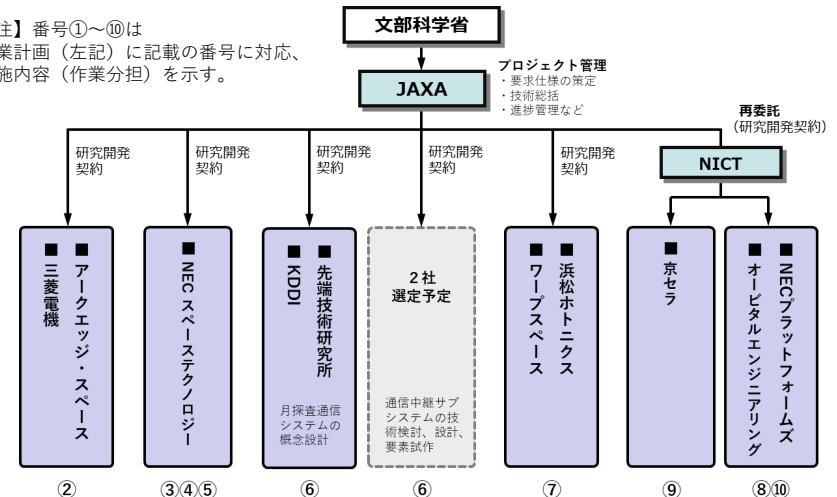 注】番号①～⑩は
業計画（左記）に記載の番号に対応、
施内容（作業分担）を示す。
文部科学省
JAXA
プロジェクト管理
・要求仕様の策定
・技術総括
・進捗管理など
再委託
（研究開発契約）
NICT
研究開発
契約
研究開発
契約
研究開発
契約
研究開発
契約
研究開発
契約
■ アークエッジ・スペース
■ 三菱電機
②
■ NEC スペーステクノロジー
③④⑤
■ 先端技術研究所
■ KDDI
月探査通信
システムの
概念設計
⑥
２社
選定予定
通信中継サブ
システムの技
術検討、設計、
要素試作
⑥
■ 浜松ホトニクス
■ ワープスペース
⑦
■ 京セラ
⑨
■ NECプラットフォームズ
■ オービタルエンジニアリング
⑧⑩